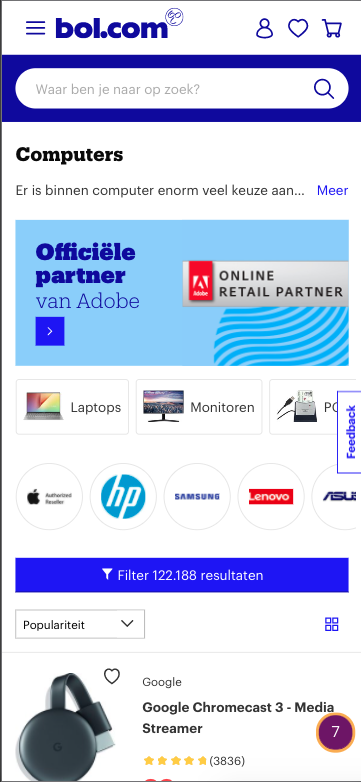 bol.com
Waar ben je naar op zoek?
Computers
Er is binnen computer enorm veel keuze aan... Meer
Officiële
partner
van Adobe
Adobe
ONLINE
RETAIL PARTNER
Laptops
Monitoren
PC
Feedback
Authorized
Reseller
hp
SAMSUNG
Lenovo
ASU
Filter 122.188 resultaten
Populariteit
Google
Google Chromecast 3 - Media
Streamer
(3836)
7